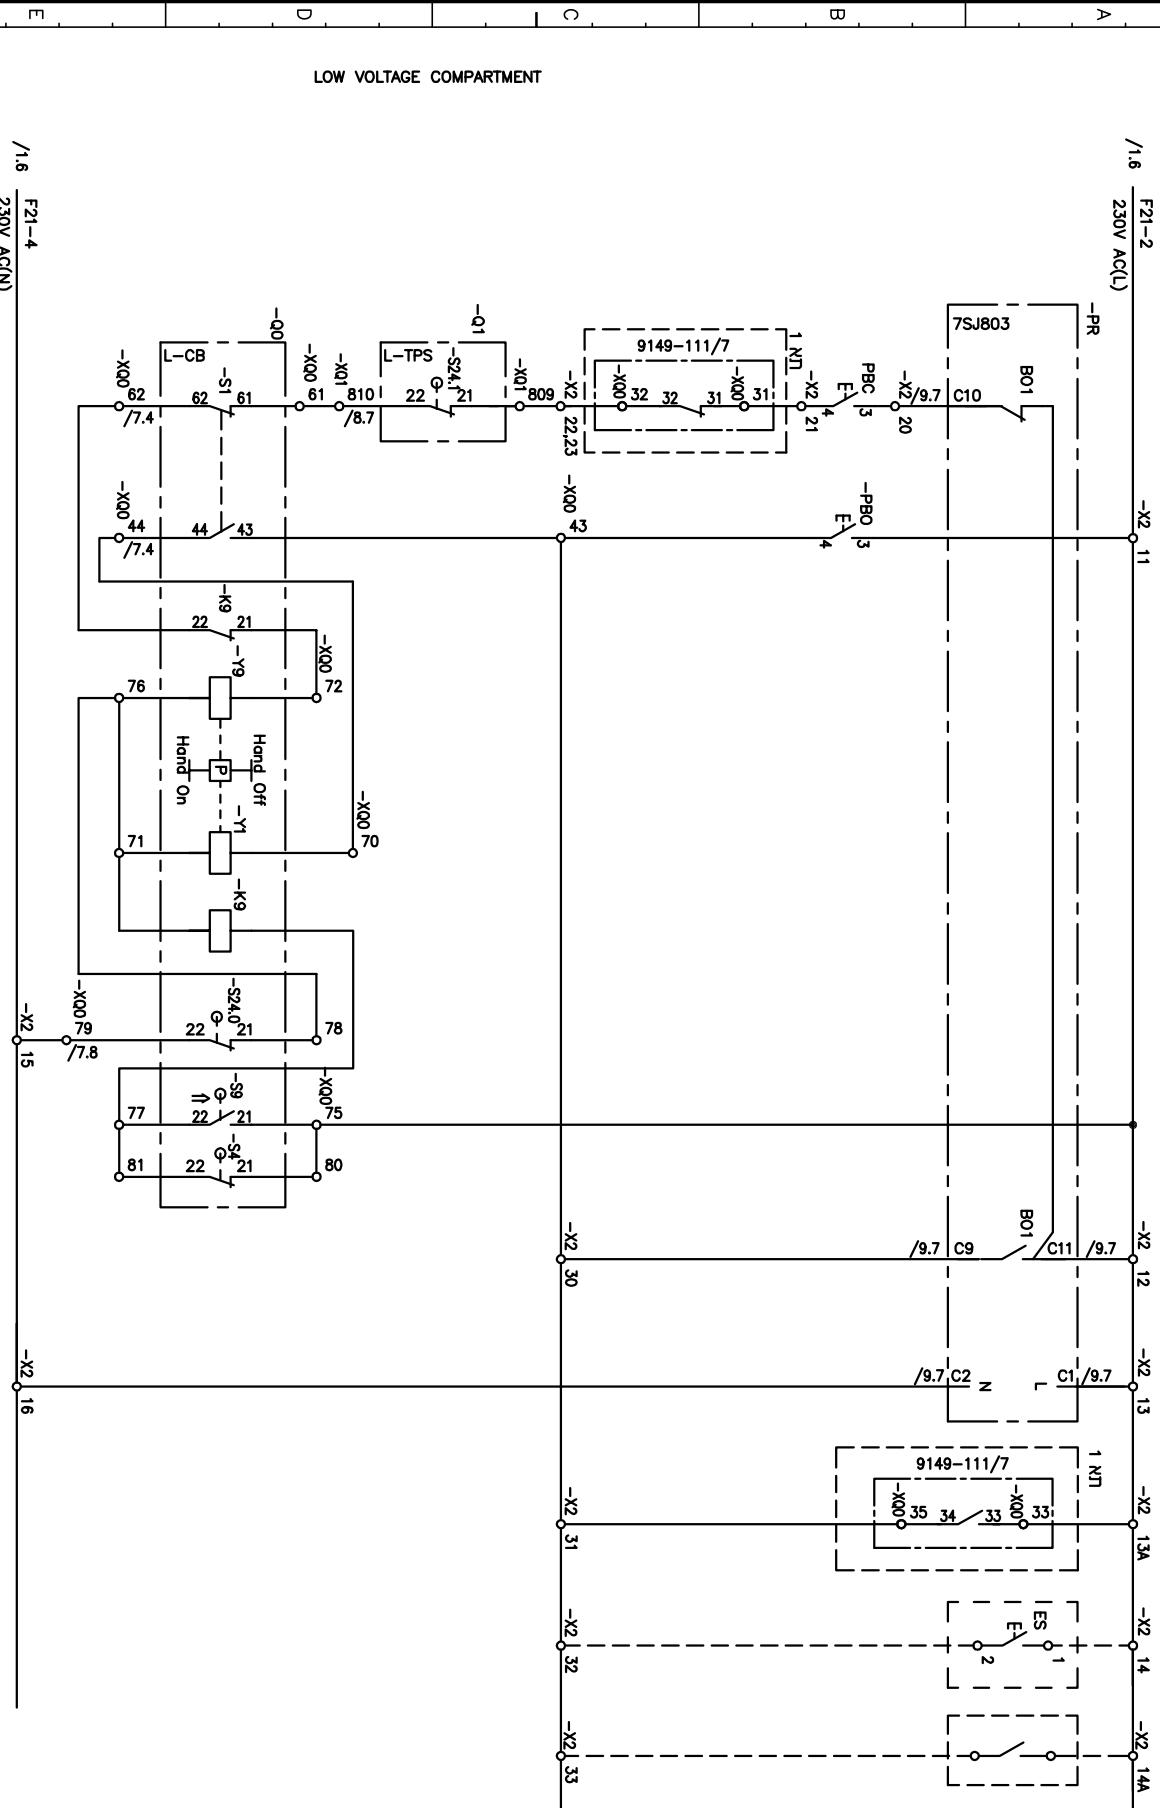 E
D
C
B
A
LOW VOLTAGE COMPARTMENT
/1.6
F21-4
230V AC(N)
/1.6
F21-2
230V AC(L)
-PR
7SJ803
BO1
C10
/9.7
-X2
20
PBC
E-
3
4
-X2
21
תא 1
9149-111/7
-XQ0
31
31
32
32
-XQ0
-X2
22,23
809
-XQ1
-Q1
L-TPS
-S24.1
21
22
810
-XQ1
/8.7
61
-XQ0
-Q0
L-CB
-S1
61
62
62
-XQ0
/7.4
-X2
11
-PBO
E-
3
4
43
-XQ0
43
44
44
-XQ0
/7.4
-K9
21
22
-XQ0
72
-Y9
76
Hand Off
P
Hand On
-XQ0
70
-Y1
71
-K9
78
-S24.0
21
22
-XQ0
79
/7.8
-X2
15
-XQ0
75
-S9
21
22
77
80
-S4
21
22
81
-X2
12
/9.7
C11
BO1
C9
/9.7
-X2
30
-X2
13
/9.7
C1
L
N
C2
/9.7
-X2
16
-X2
13A
תא 1
9149-111/7
33
-XQ0
33
34
35
-XQ0
-X2
31
-X2
14
ES
E-
1
2
-X2
32
-X2
14A
-X2
33